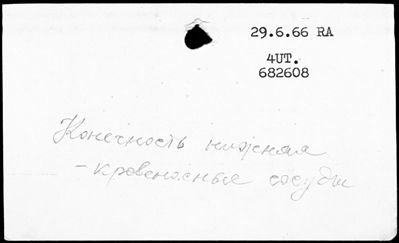 29.6.66 RA
4UT.
682608
Конечность нижняя
- кровеносные сосуды